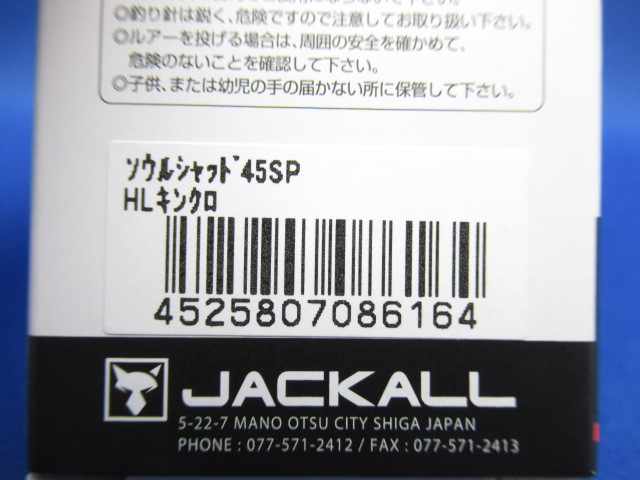 ◎釣り針は鋭く、危険ですので注意してお取り扱い下さい。
◎ルアーを投げる場合は、周囲の安全を確かめて、
危険のないことを確認して下さい。
◎子供、または幼児の手の届かない所に保管して下さい。
ソウルシャッド45SP
HLキンクロ
4525807086164
JACKALL
5-22-7 MANO OTSU CITY SHIGA JAPAN
PHONE : 077-571-2412 / FAX : 077-571-2413